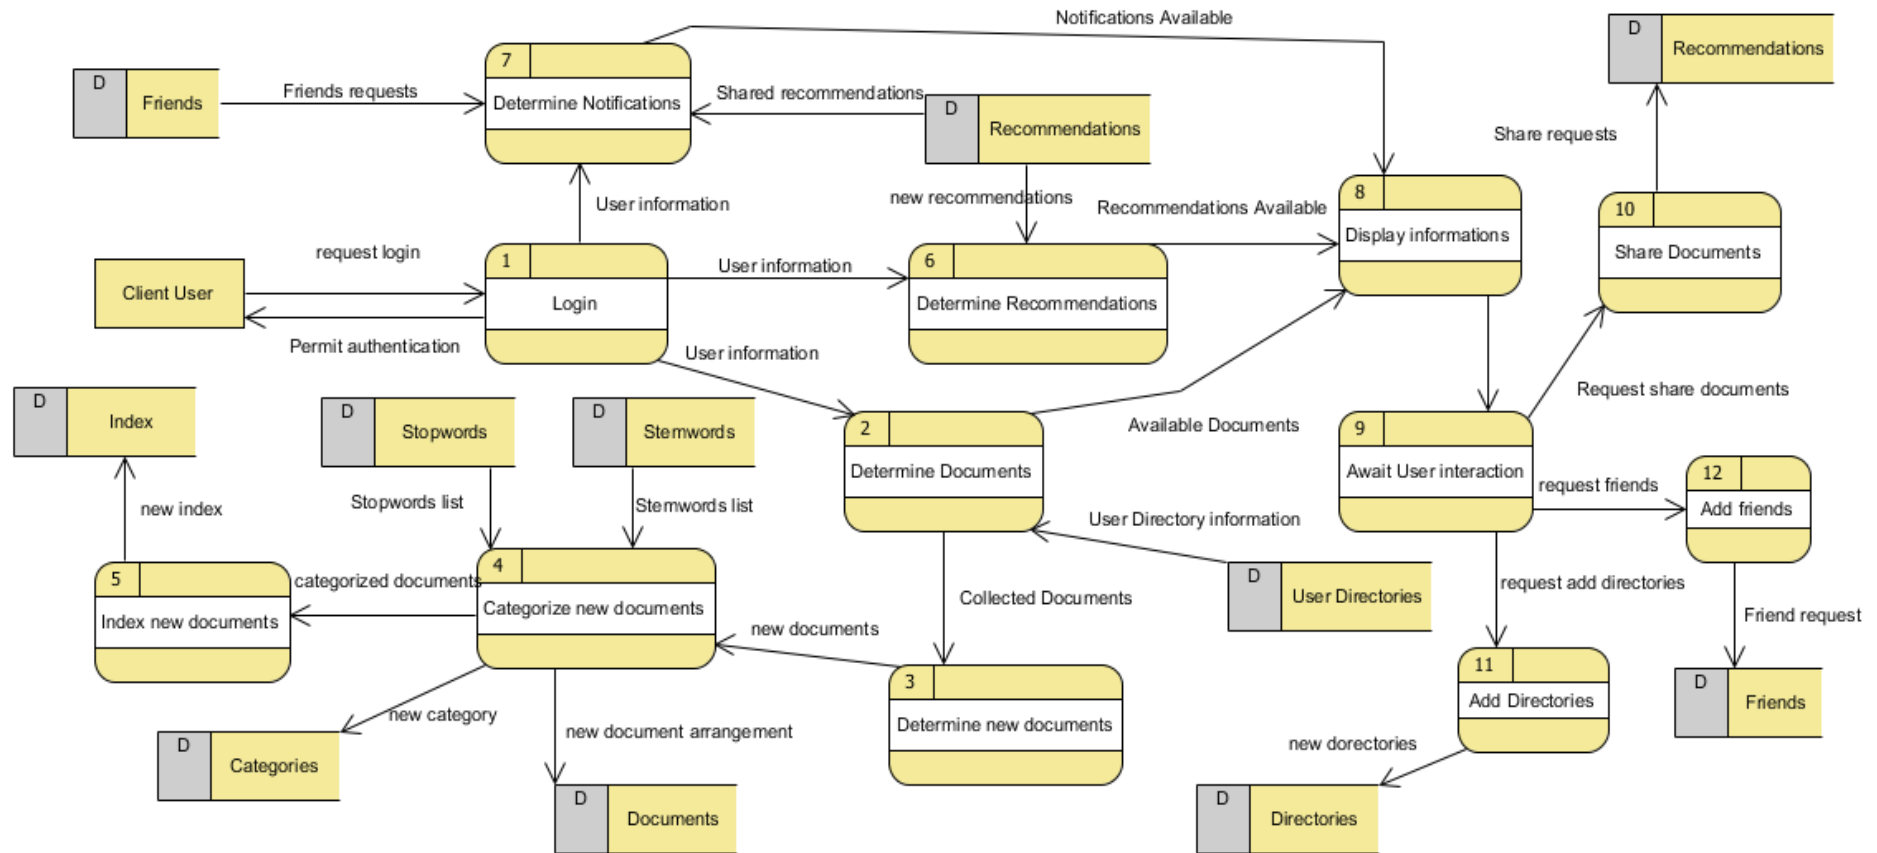 Notifications Available
D
Recommendations
7
Determine Notifications
D
Friends
Friends requests
Shared recommendations
D
Recommendations
Share requests
User information
new recommendations
Recommendations Available
8
Display informations
10
Share Documents
request login
1
Login
User information
6
Determine Recommendations
Client User
Permit authentication
User information
Request share documents
D
Index
D
Stopwords
D
Stemwords
2
Determine Documents
Available Documents
9
Await User interaction
12
Add friends
request friends
new index
Stopwords list
Stemwords list
User Directory information
5
Index new documents
categorized documents
4
Categorize new documents
Collected Documents
D
User Directories
request add directories
Friend request
new documents
3
Determine new documents
11
Add Directories
D
Friends
new category
new document arrangement
new dorectories
D
Categories
D
Documents
D
Directories